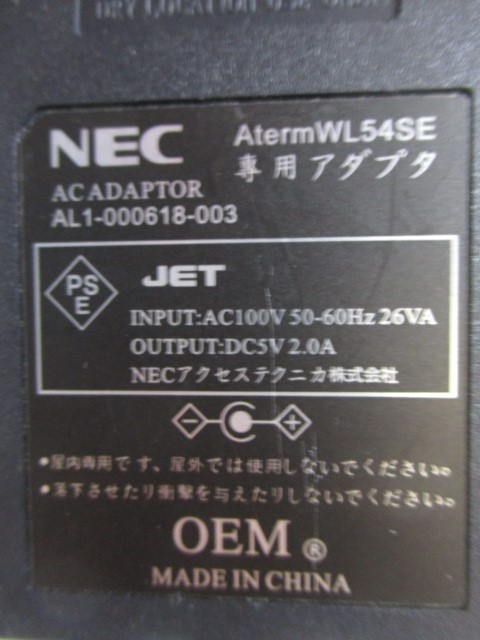 DRY LOCATION USE ONLY
NEC
AtermWL54SE
専用アダプタ
AC ADAPTOR
AL1-000618-003
PS
E
JET
INPUT:AC100V 50-60Hz 26VA
OUTPUT:DC5V 2.0A
NECアクセステクニカ株式会社
- +
•屋内専用です、屋外では使用しないでください。
•落下させたり衝撃を与えたりしないでください。
OEM ®
MADE IN CHINA